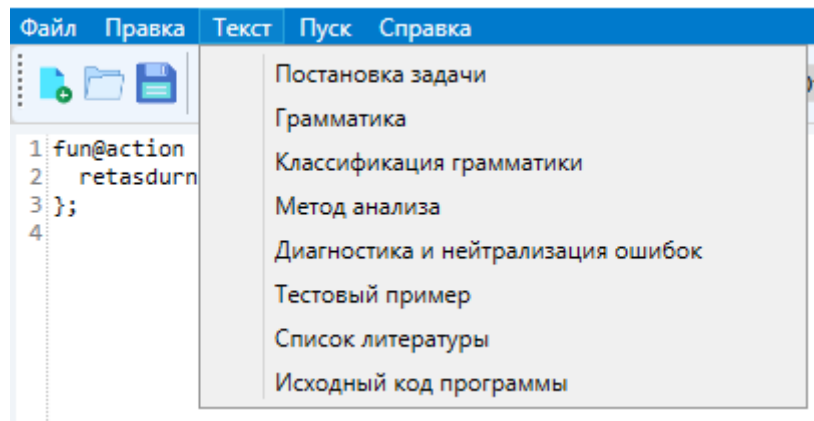 Файл Правка Текст Пуск Справка
Постановка задачи
Грамматика
Классификация грамматики
Метод анализа
Диагностика и нейтрализация ошибок
Тестовый пример
Список литературы
Исходный код программы
1 fun@action
2 retasdurn
3 };
4